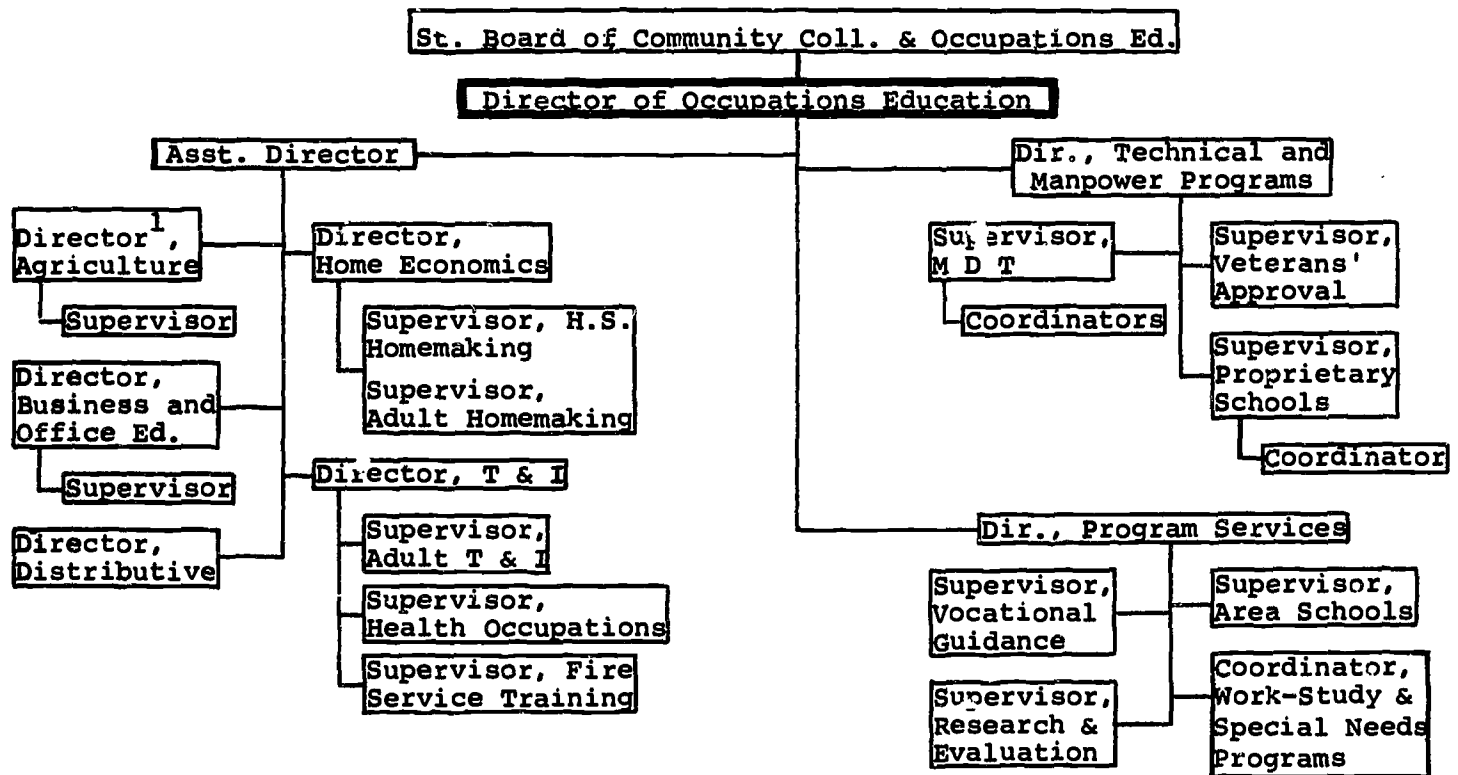 St. Board of Community Coll. & Occupations Ed.
Director of Occupations Education
Asst. Director
Director1,
Agriculture
Supervisor
Director,
Business and
Office Ed.
Supervisor
Director,
Distributive
Director,
Home Economics
Supervisor, H.S.
Homemaking
Supervisor,
Adult Homemaking
Director, T & I
Supervisor,
Adult T & I
Supervisor,
Health Occupations
Supervisor, Fire
Service Training
Dir., Technical and
Manpower Programs
Supervisor,
M D T
Coordinators
Supervisor,
Veterans'
Approval
Supervisor,
Proprietary
Schools
Coordinator
Dir., Program Services
Supervisor,
Vocational
Guidance
Supervisor,
Research &
Evaluation
Supervisor,
Area Schools
Coordinator,
Work-Study &
Special Needs
Programs